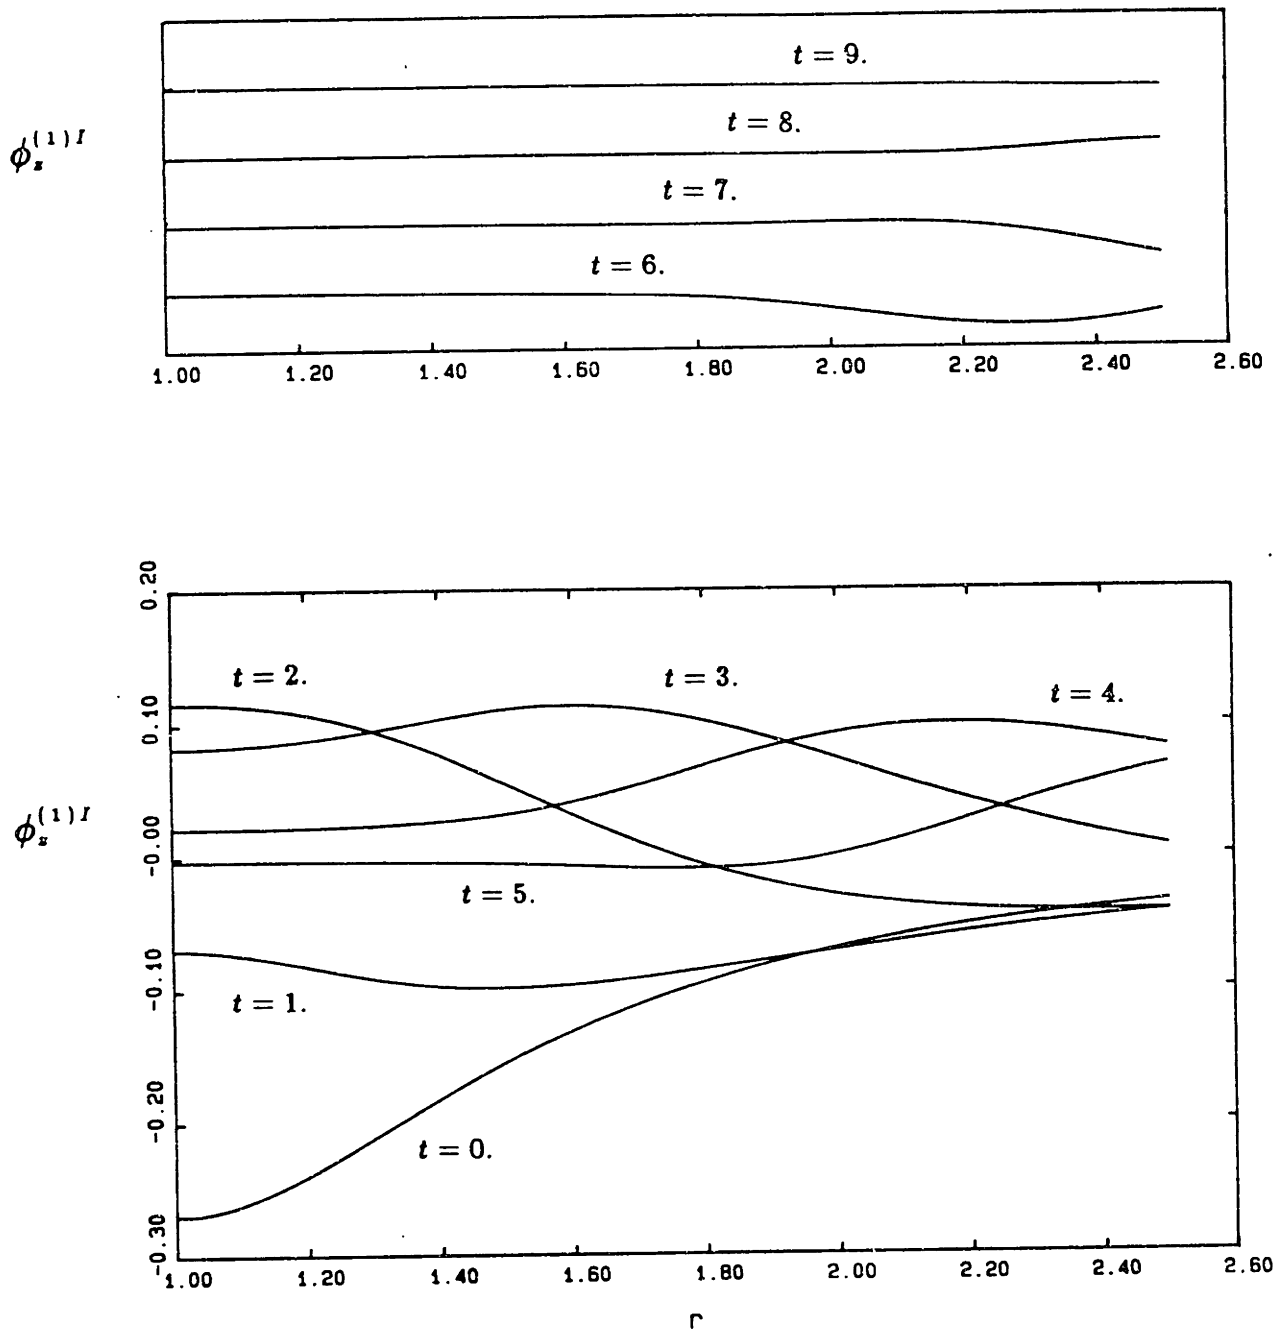 t = 9.
ϕ_z^{(1)I}
t = 8.
t = 7.
t = 6.
1.00 1.20 1.40 1.60 1.80 2.00 2.20 2.40 2.60
0.20
t = 2.
t = 3.
t = 4.
0.10
ϕ_z^{(1)I}
-0.00
t = 5.
-0.10
t = 1.
-0.20
t = 0.
-0.30
1.00 1.20 1.40 1.60 1.80 2.00 2.20 2.40 2.60
r